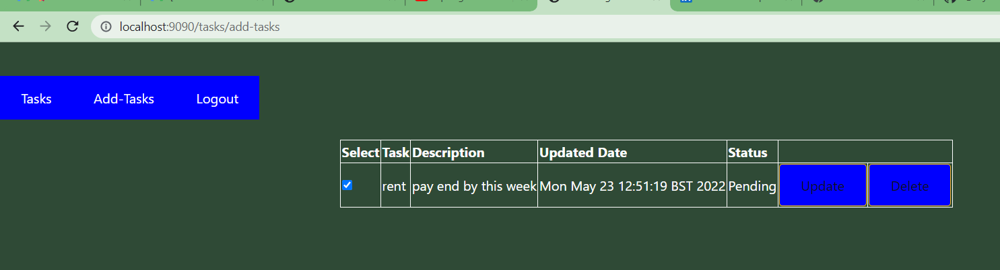 localhost:9090/tasks/add-tasks
Tasks Add-Tasks Logout
Select Task Description Updated Date Status
rent pay end by this week Mon May 23 12:51:19 BST 2022 Pending Update Delete